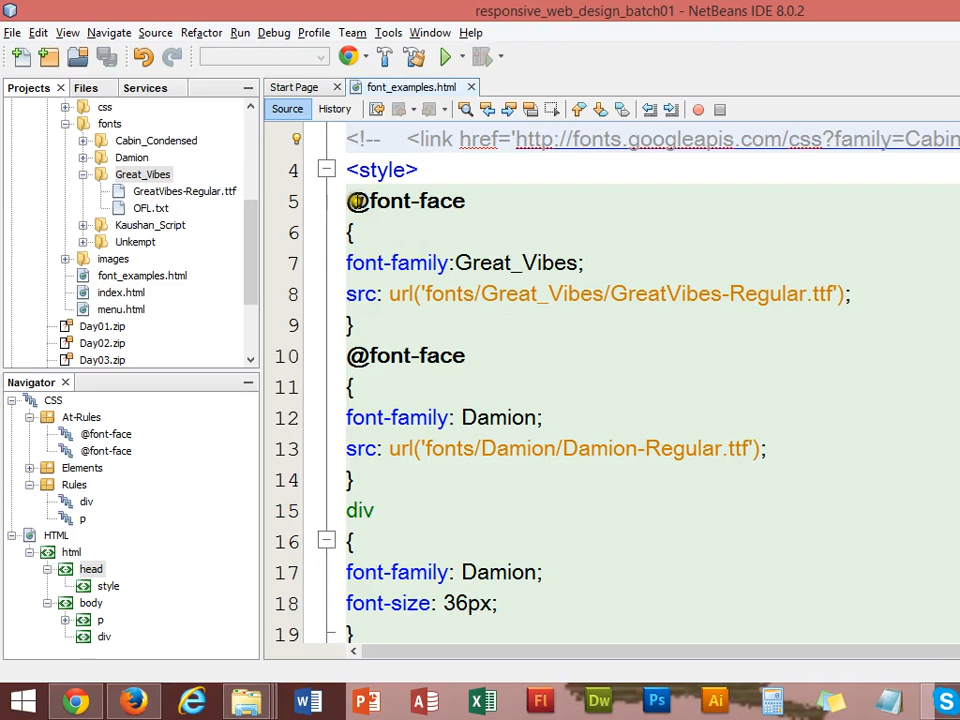 responsive_web_design_batch01 - NetBeans IDE 8.0.2
File Edit View Navigate Source Refactor Run Debug Profile Team Tools Window Help
Projects Files Services
Start Page font_examples.html
Source History
css
fonts
Cabin_Condensed
Damion
Great_Vibes
GreatVibes-Regular.ttf
OFL.txt
Kaushan_Script
Unkempt
images
font_examples.html
index.html
menu.html
Day01.zip
Day02.zip
Day03.zip
Navigator
CSS
At-Rules
@font-face
@font-face
Elements
Rules
div
p
HTML
html
head
style
body
p
div
<!-- <link href='http://fonts.googleapis.com/css?family=Cabin
4 <style>
5 @font-face
6 {
7 font-family:Great_Vibes;
8 src: url('fonts/Great_Vibes/GreatVibes-Regular.ttf');
9 }
10 @font-face
11 {
12 font-family: Damion;
13 src: url('fonts/Damion/Damion-Regular.ttf');
14 }
15 div
16 {
17 font-family: Damion;
18 font-size: 36px;
19 }